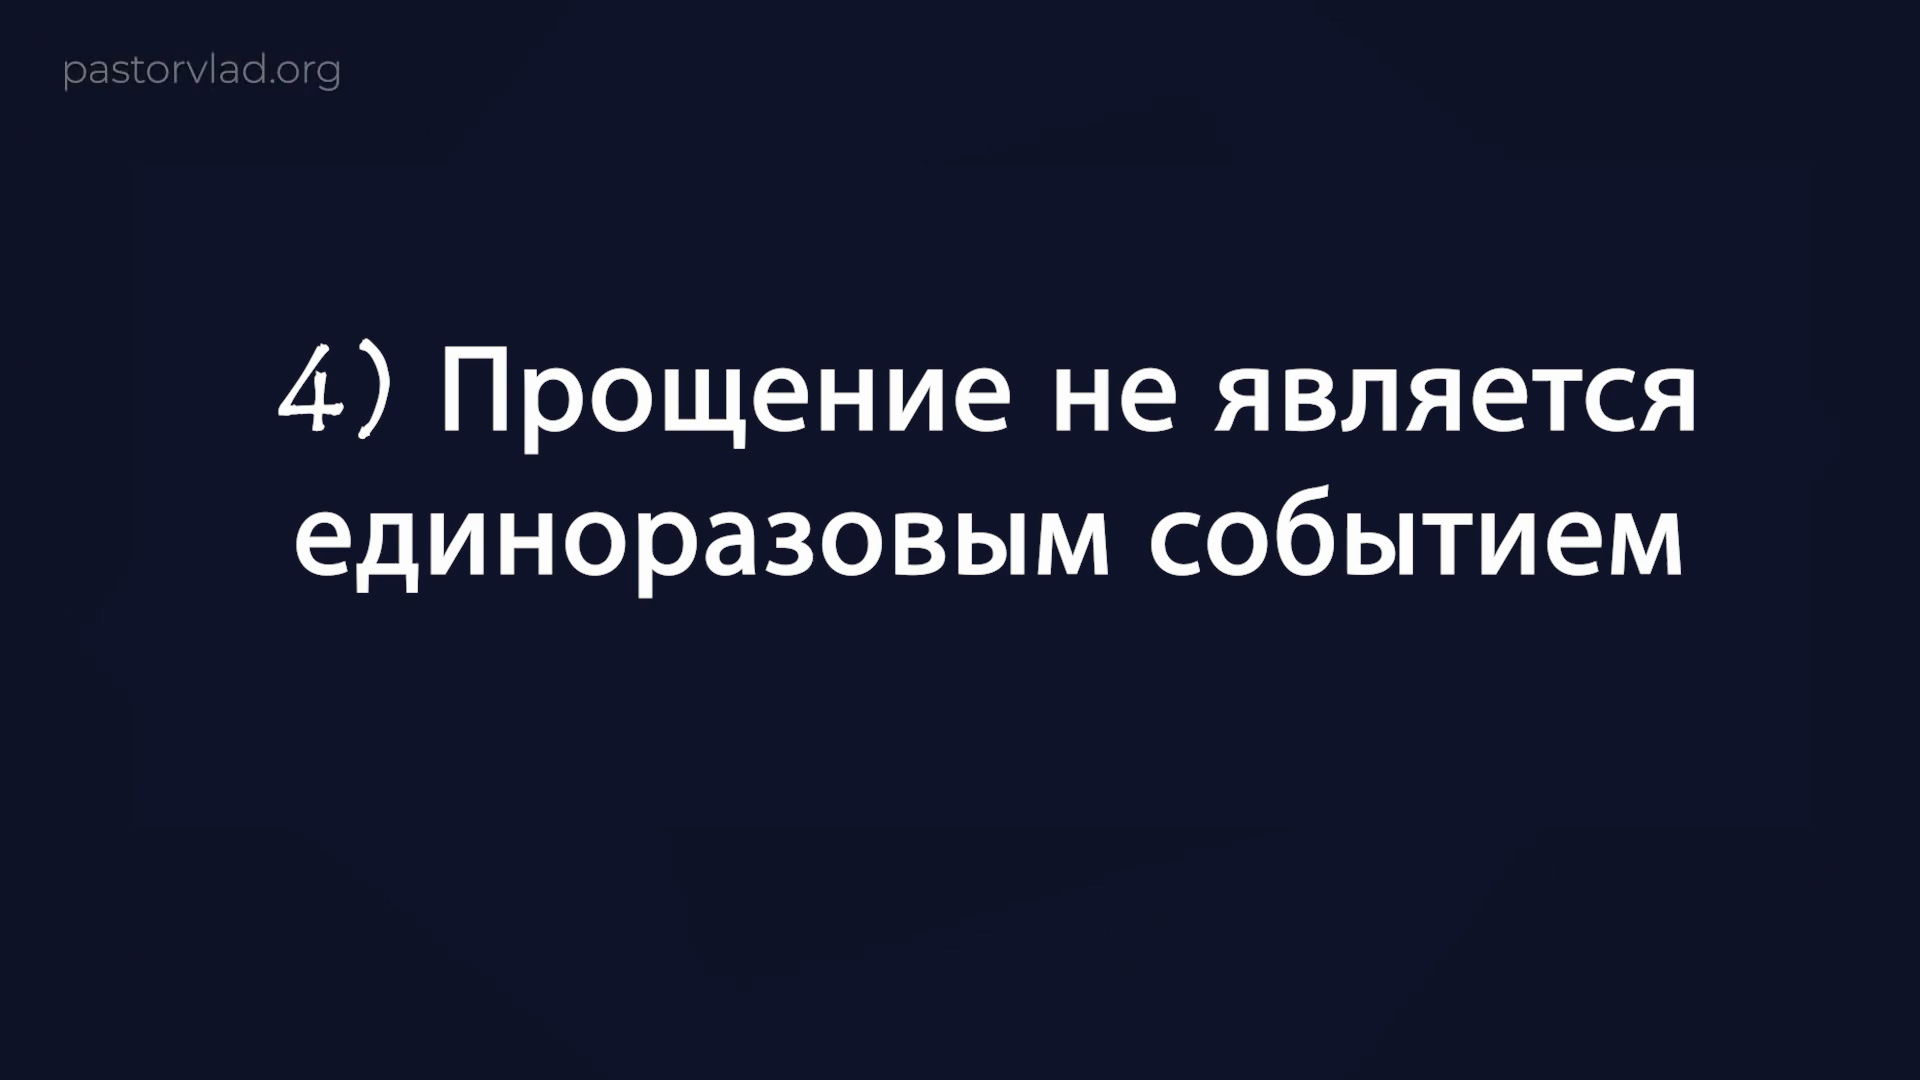 pastorvlad.org
4) Прощение не является
единоразовым событием